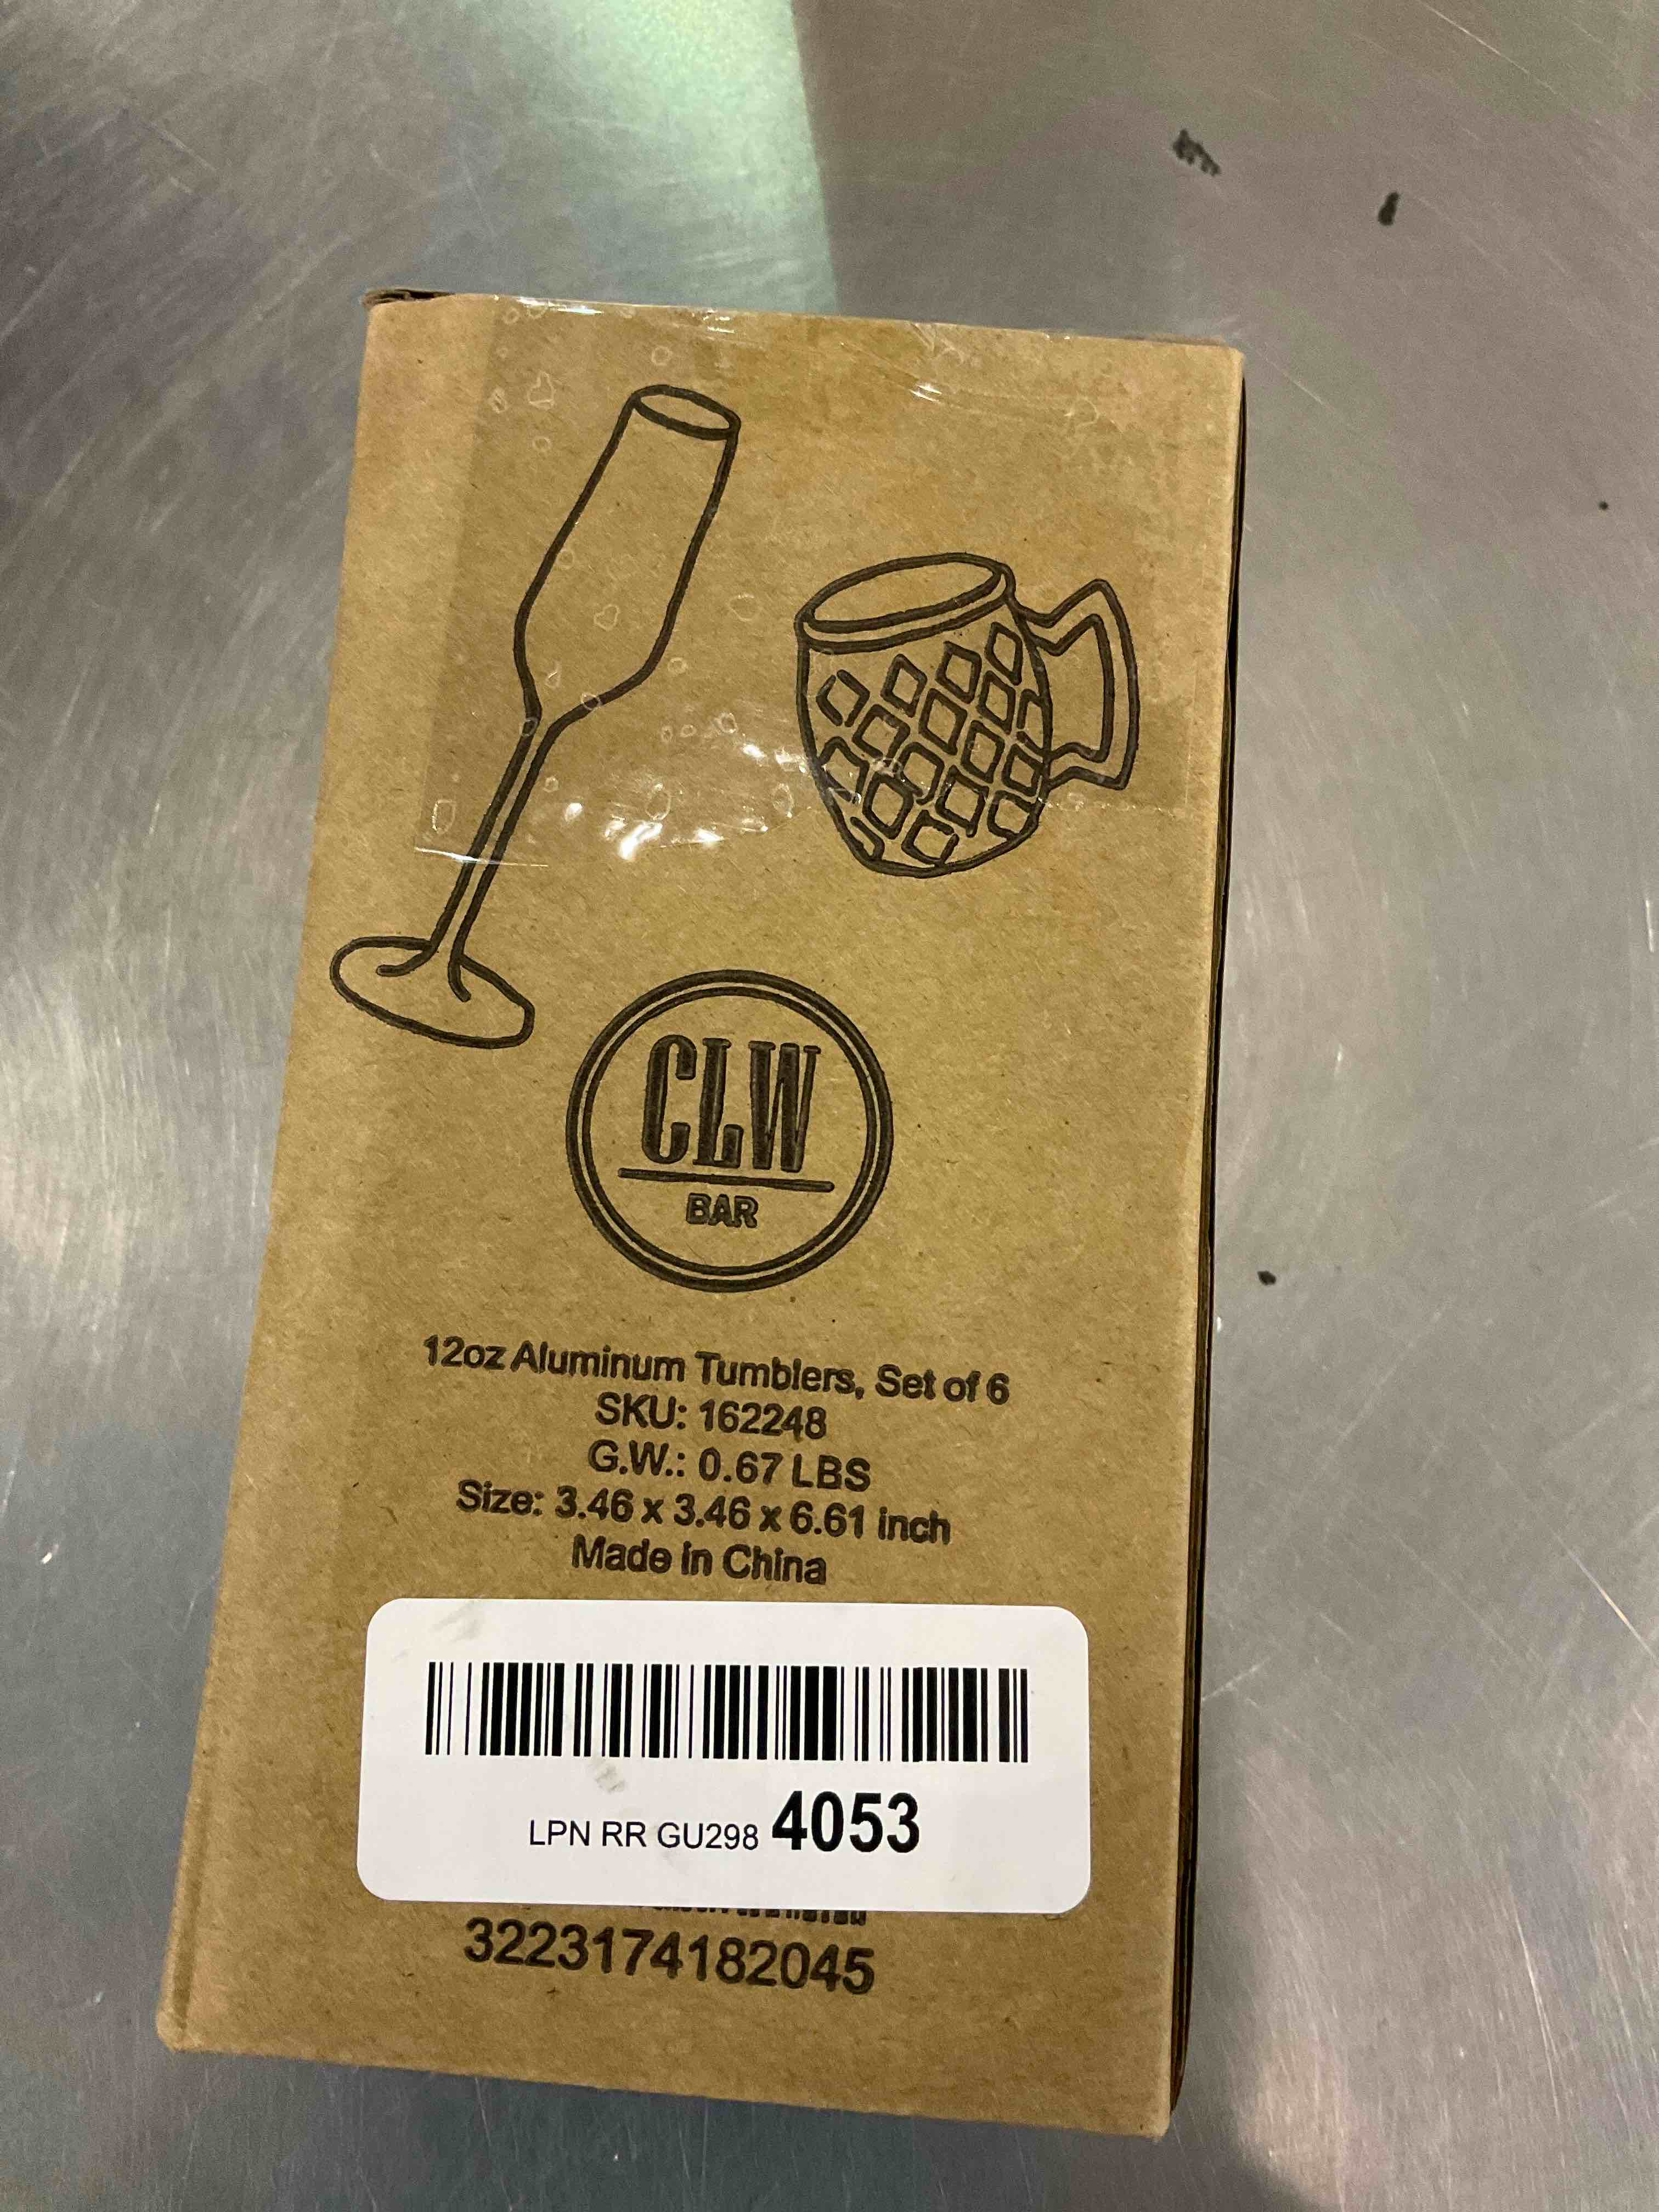 CLW
BAR
12oz Aluminum Tumblers, Set of 6
SKU: 162248
G.W.: 0.67 LBS
Size: 3.46 x 3.46 x 6.61 inch
Made in China
LPN RR GU298 4053
3223174182045